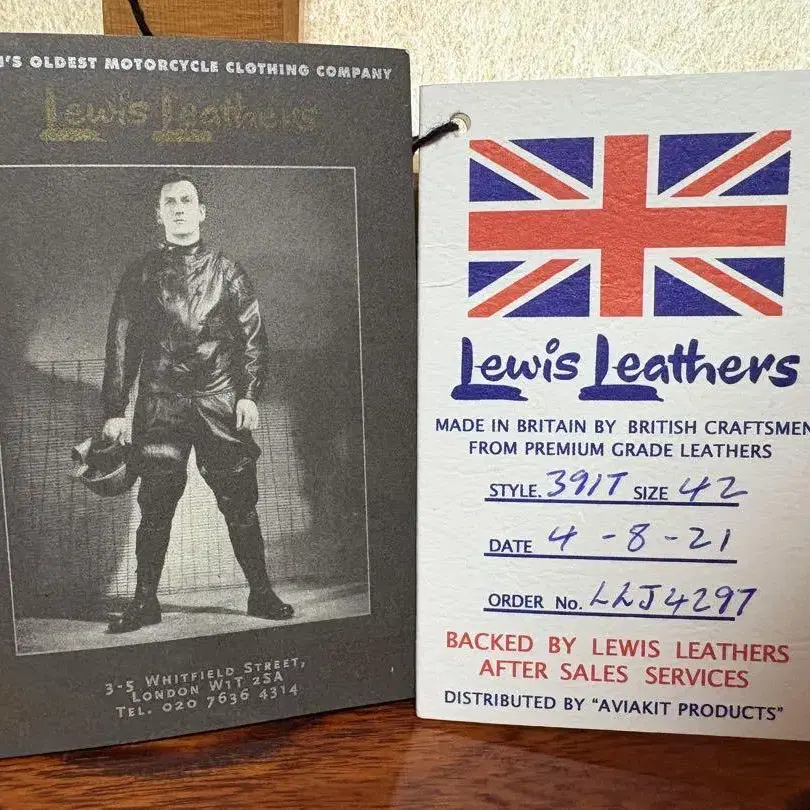 'S OLDEST MOTORCYCLE CLOTHING COMPANY
Lewis Leathers
3-5 WHITFIELD STREET,
LONDON W1T 2SA
TEL. 020 7636 4314
Lewis Leathers
MADE IN BRITAIN BY BRITISH CRAFTSMEN
FROM PREMIUM GRADE LEATHERS
STYLE. 391T SIZE 42
DATE 4-8-21
ORDER No. LLJ4297
BACKED BY LEWIS LEATHERS
AFTER SALES SERVICES
DISTRIBUTED BY "AVIAKIT PRODUCTS"